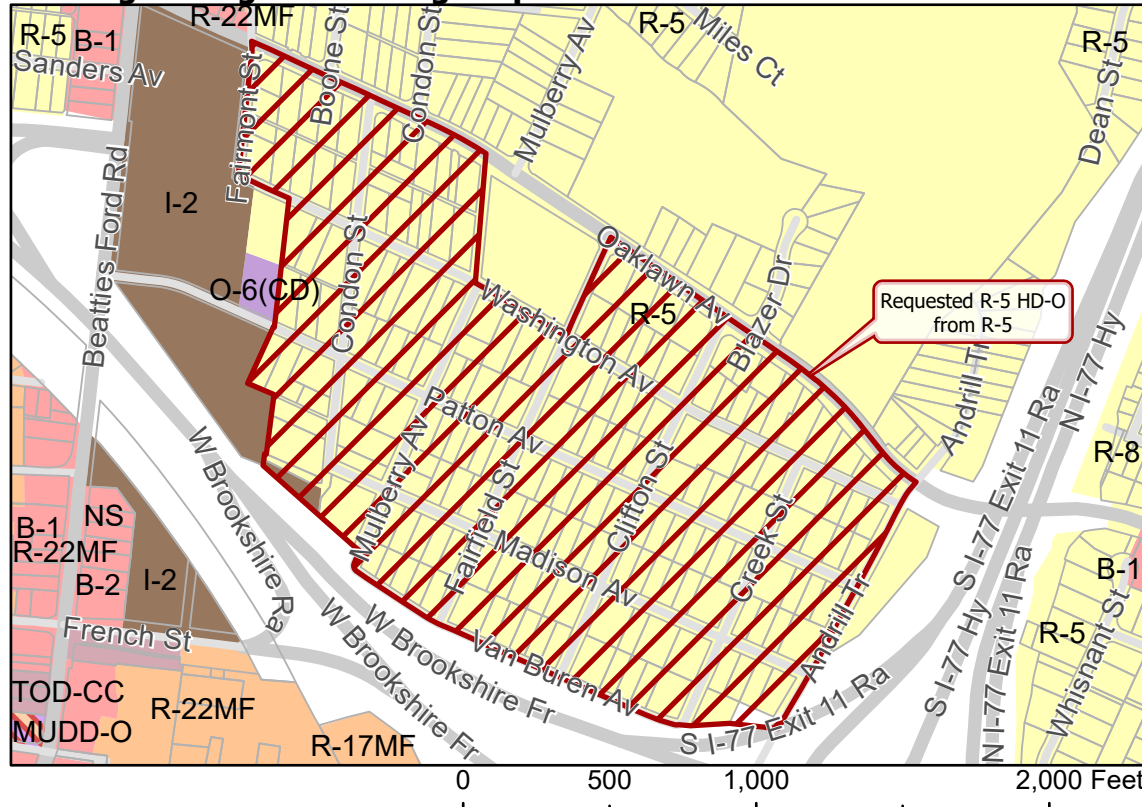 R-22MF
R-5
B-1
Sanders Av
Fairmont St
Boone St
Condon St
Mulberry Av
R-5
Miles Ct
R-5
Dean St
Beatties Ford Rd
I-2
O-6(CD)
Condon St
Oaklawn Av
R-5
Washington Av
Blazer Dr
Requested R-5 HD-O
from R-5
Andrill Tr
N I-77 Hy
S I-77 Exit 11 Ra
R-8
Patton Av
Mulberry Av
Fairfield St
Clifton St
Creek St
Madison Av
Andrill Tr
W Brookshire Re
B-1
NS
R-22MF
B-2
I-2
French St
W Brookshire Fr
W Brookshire Fr
Van Buren Av
S I-77 Exit 11 Ra
S I-77 Hy
N I-77 Exit 11 Ra
B-1
R-5
Whisnant St
TOD-CC
MUDD-O
R-22MF
R-17MF
0 500 1,000 2,000 Feet